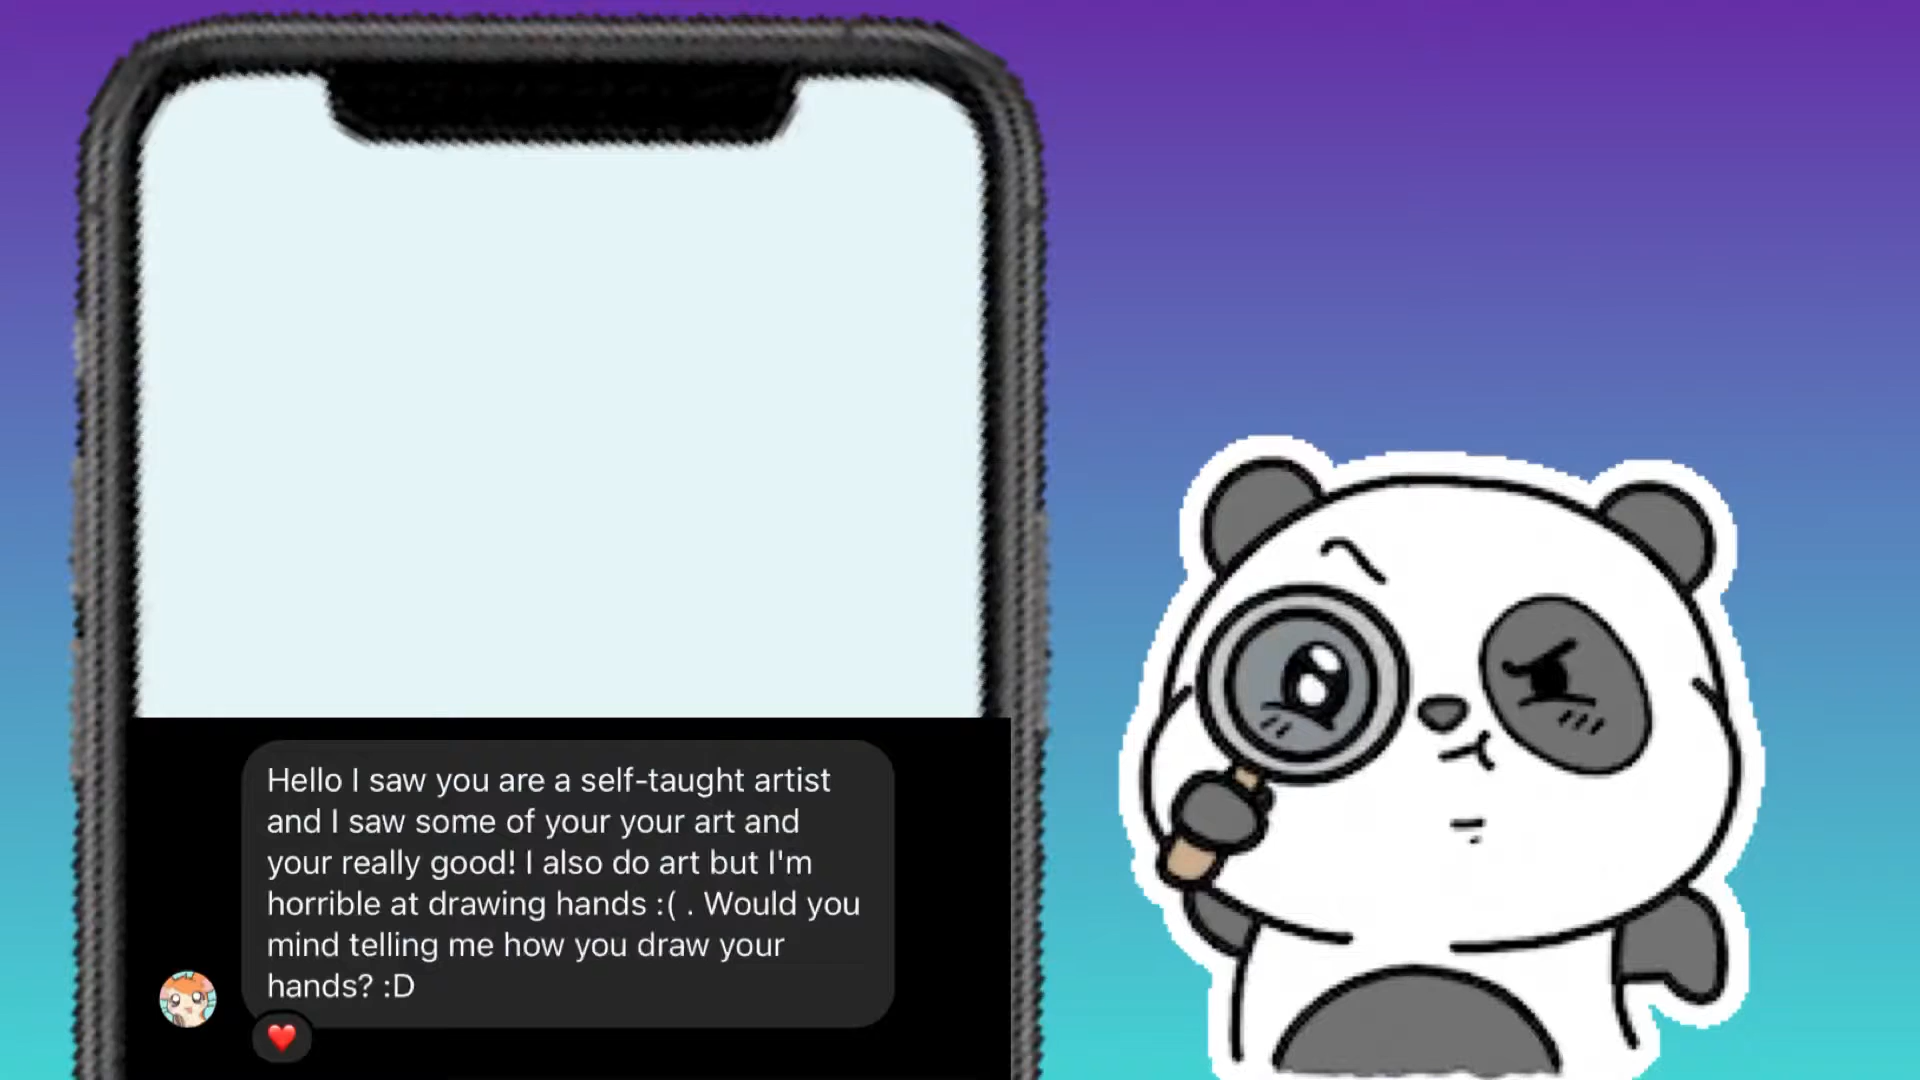 Hello I saw you are a self-taught artist
and I saw some of your your art and
your really good! I also do art but I'm
horrible at drawing hands :( . Would you
mind telling me how you draw your
hands? :D